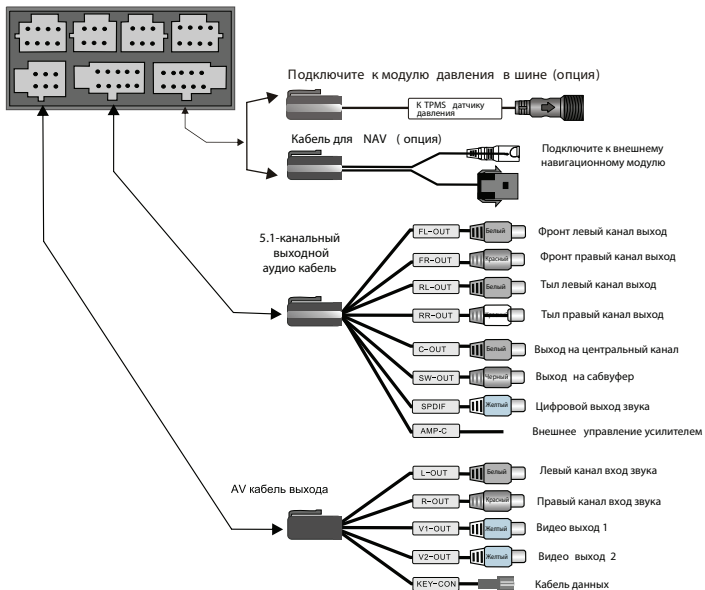 Подключите к модулю давления в шине (опция)
К TPMS датчику
давления
Кабель для NAV ( опция)
Подключите к внешнему
навигационному модулю
5.1-канальный
выходной
аудио кабель
FL-OUT Белый Фронт левый канал выход
FR-OUT Красный Фронт правый канал выход
RL-OUT Белый Тыл левый канал выход
RR-OUT Тыл правый канал выход
C-OUT Белый Выход на центральный канал
SW-OUT Черный Выход на сабвуфер
SPDIF Желтый Цифровой выход звука
AMP-C Внешнее управление усилителем
AV кабель выхода
L-OUT Белый Левый канал вход звука
R-OUT Красный Правый канал вход звука
V1-OUT Желтый Видео выход 1
V2-OUT Желтый Видео выход 2
KEY-CON Кабель данных